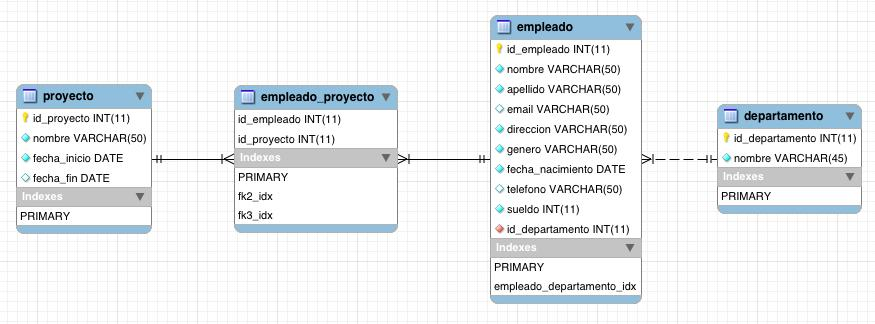 proyecto
id_proyecto INT(11)
nombre VARCHAR(50)
fecha_inicio DATE
fecha_fin DATE
Indexes
PRIMARY
empleado_proyecto
id_empleado INT(11)
id_proyecto INT(11)
Indexes
PRIMARY
fk2_idx
fk3_idx
empleado
id_empleado INT(11)
nombre VARCHAR(50)
apellido VARCHAR(50)
email VARCHAR(50)
direccion VARCHAR(50)
genero VARCHAR(50)
fecha_nacimiento DATE
telefono VARCHAR(50)
sueldo INT(11)
id_departamento INT(11)
Indexes
PRIMARY
empleado_departamento_idx
departamento
id_departamento INT(11)
nombre VARCHAR(45)
Indexes
PRIMARY